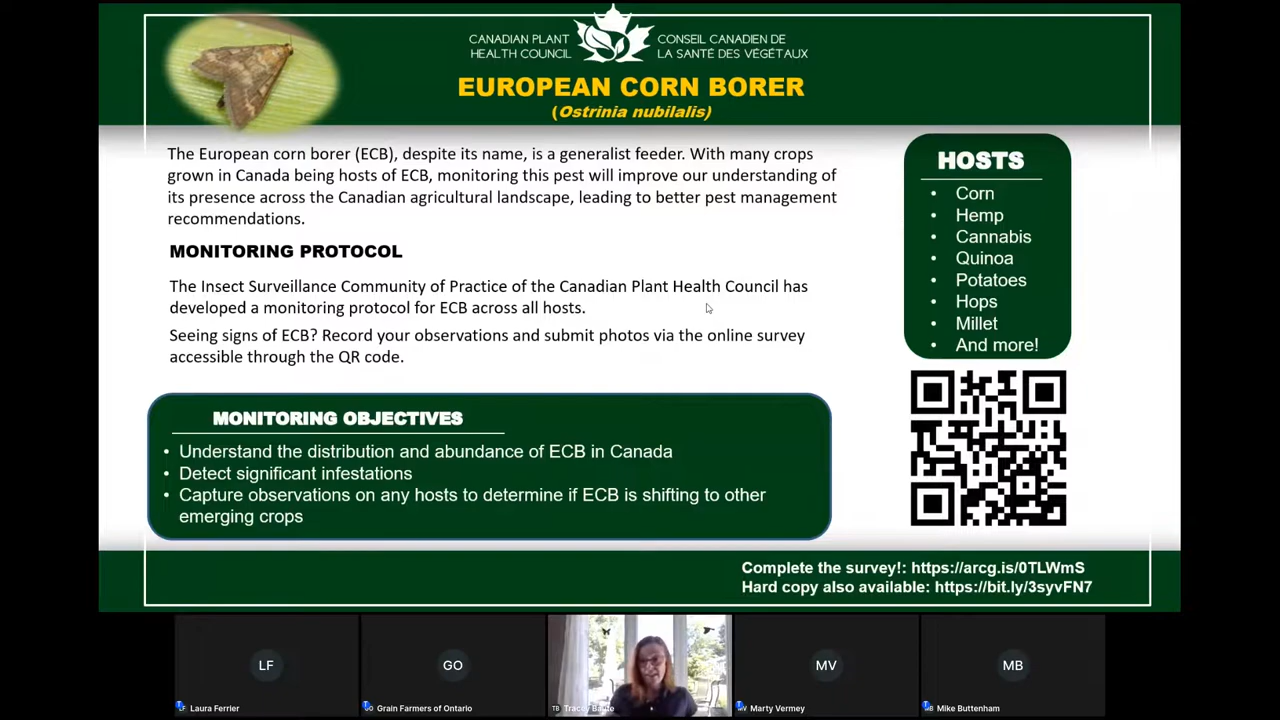 CANADIAN PLANT
HEALTH COUNCIL
CONSEIL CANADIEN DE
LA SANTÉ DES VÉGÉTAUX
EUROPEAN CORN BORER
(Ostrinia nubilalis)
The European corn borer (ECB), despite its name, is a generalist feeder. With many crops
grown in Canada being hosts of ECB, monitoring this pest will improve our understanding of
its presence across the Canadian agricultural landscape, leading to better pest management
recommendations.
MONITORING PROTOCOL
The Insect Surveillance Community of Practice of the Canadian Plant Health Council has
developed a monitoring protocol for ECB across all hosts.
Seeing signs of ECB? Record your observations and submit photos via the online survey
accessible through the QR code.
MONITORING OBJECTIVES
• Understand the distribution and abundance of ECB in Canada
• Detect significant infestations
• Capture observations on any hosts to determine if ECB is shifting to other
emerging crops
HOSTS
• Corn
• Hemp
• Cannabis
• Quinoa
• Potatoes
• Hops
• Millet
• And more!
Complete the survey!: https://arcg.is/0TLWmS
Hard copy also available: https://bit.ly/3syvFN7
LF
Laura Ferrier
GO
Grain Farmers of Ontario
Tracey
MV
Marty Vermey
MB
Mike Buttenham